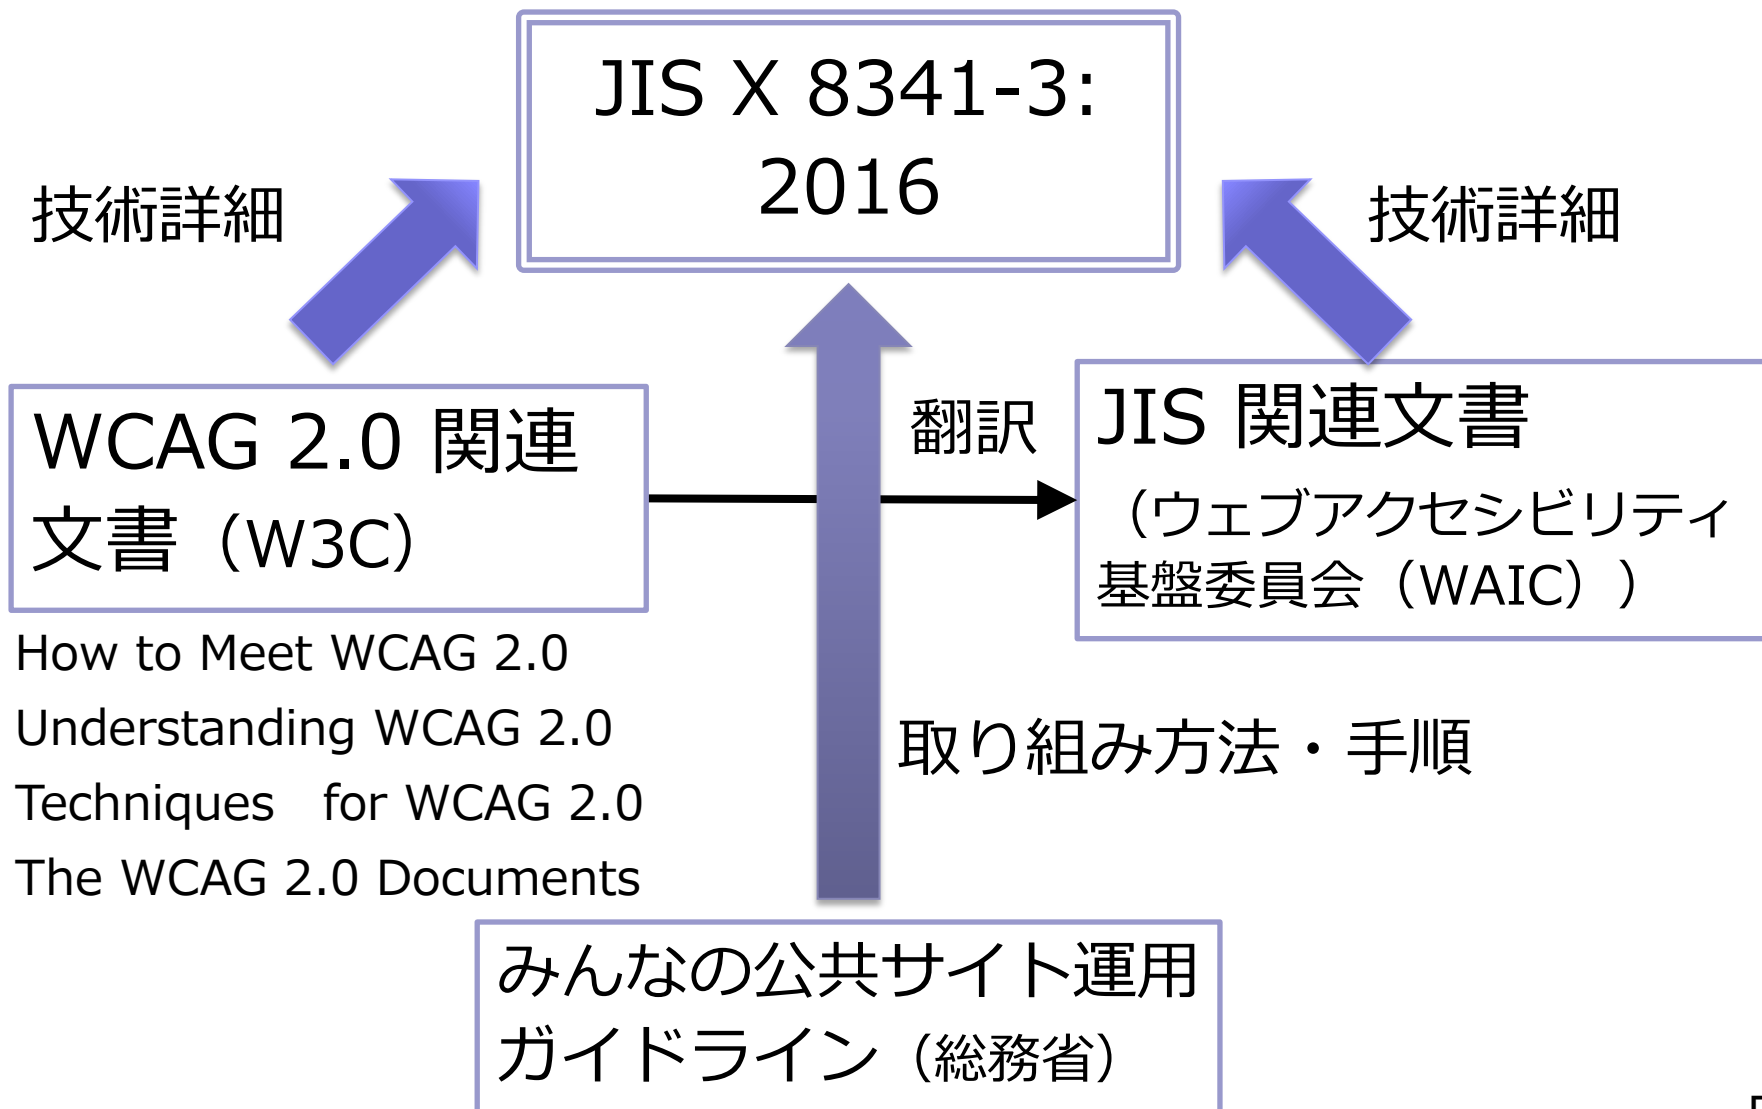 JIS X 8341-3:
2016
技術詳細
技術詳細
WCAG 2.0 関連
文書（W3C）
翻訳
JIS 関連文書
（ウェブアクセシビリティ
基盤委員会（WAIC））
How to Meet WCAG 2.0
Understanding WCAG 2.0
Techniques　for WCAG 2.0
The WCAG 2.0 Documents
取り組み方法・手順
みんなの公共サイト運用
ガイドライン（総務省）